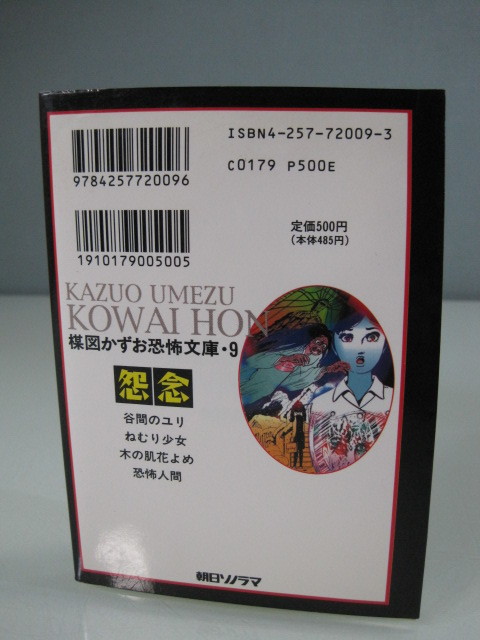 ISBN4-257-72009-3
9784257720096
C0179 P500E
1910179005005
定価500円
(本体485円)
KAZUO UMEZU
KOWAI HON
楳図かずお恐怖文庫・9
怨念
谷間のユリ
ねむり少女
木の肌花よめ
恐怖人間
朝日ソノラマ